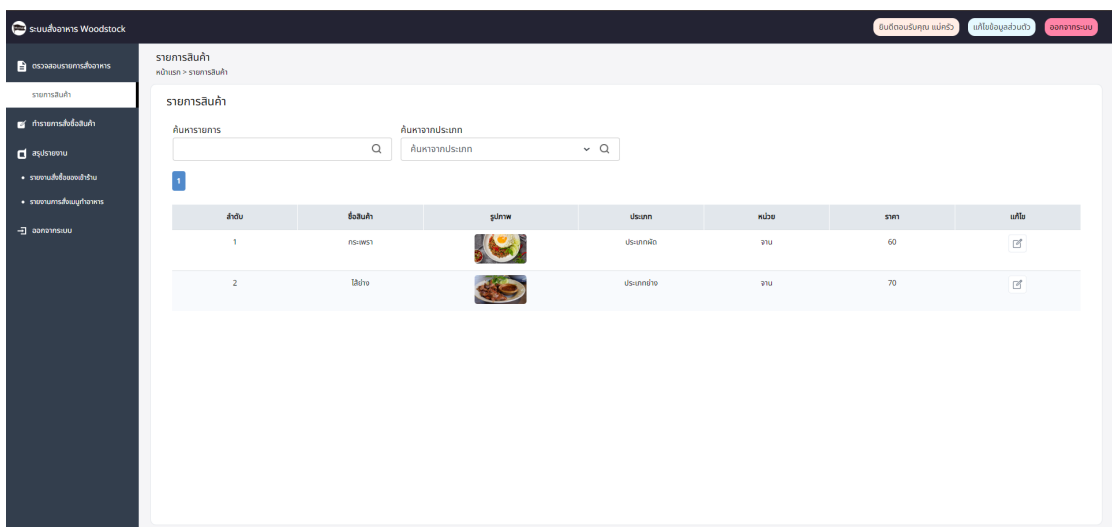 ระบบสั่งอาหาร Woodstock
ยินดีตอนรับคุณ แม่ครัว
แก้ไขข้อมูลส่วนตัว
ออกจากระบบ
ตรวจสอบรายการสั่งอาหาร
รายการสินค้า
ทำรายการสั่งซื้อสินค้า
สรุปรายงาน
รายงานสั่งซื้อของเข้าร้าน
รายงานการสั่งเมนูทำอาหาร
ออกจากระบบ
รายการสินค้า
หน้าแรก > รายการสินค้า
รายการสินค้า
ค้นหารายการ ค้นหาจากประเภท
ค้นหาจากประเภท
1
ลำดับ ชื่อสินค้า รูปภาพ ประเภท หน่วย ราคา แก้ไข
1 กระเพรา ประเภทผัด จาน 60
2 ไส้ย่าง ประเภทย่าง จาน 70